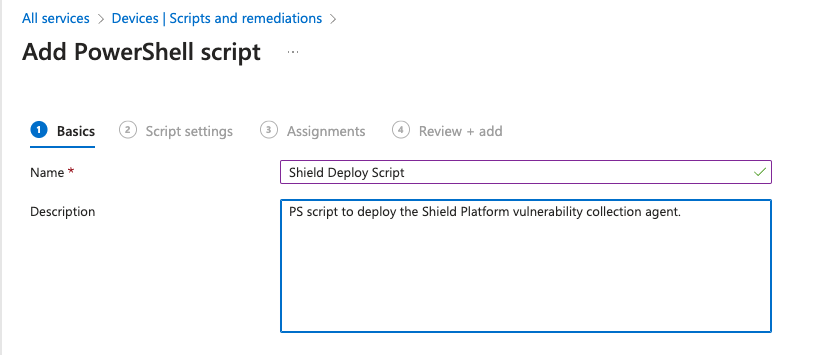 All services > Devices | Scripts and remediations >
Add PowerShell script ...
1 Basics 2 Script settings 3 Assignments 4 Review + add
Name * Shield Deploy Script
Description PS script to deploy the Shield Platform vulnerability collection agent.